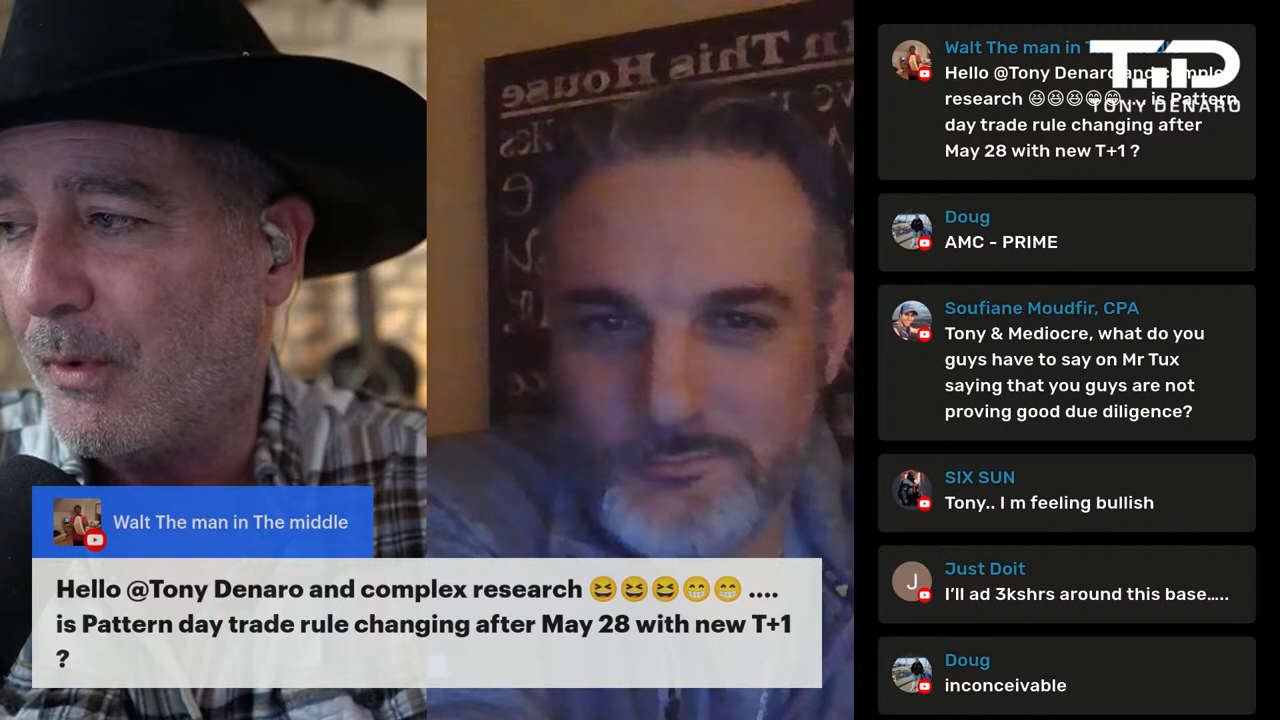 In This House
Walt The man in The middle
Hello @Tony Denaro and complex research 😆😆😆😁😁 ....
is Pattern day trade rule changing after May 28 with new T+1
?
Walt The man in
Hello @Tony Denaro and comple
research 😆😆😆😁😁.... is Pattern
day trade rule changing after
May 28 with new T+1 ?
TONY DENARO
Doug
AMC - PRIME
Soufiane Moudfir, CPA
Tony & Mediocre, what do you
guys have to say on Mr Tux
saying that you guys are not
proving good due diligence?
SIX SUN
Tony.. I m feeling bullish
J
Just Doit
I'll ad 3kshrs around this base.....
Doug
inconceivable